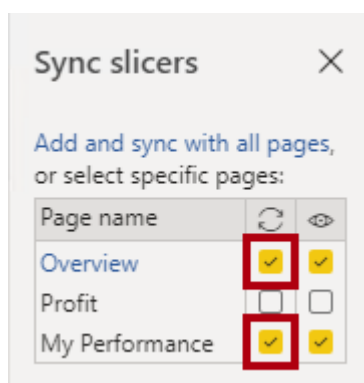 Sync slicers
Add and sync with all pages,
or select specific pages:
Page name
Overview
Profit
My Performance